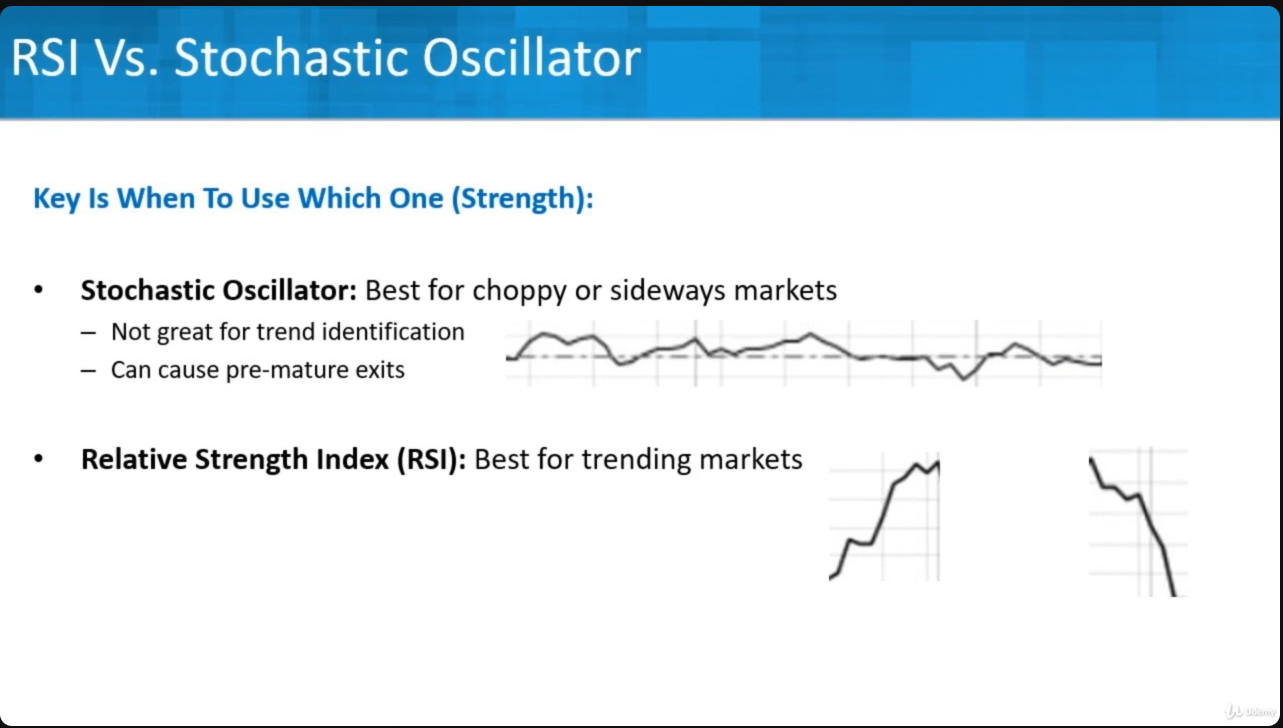 RSI Vs. Stochastic Oscillator
Key Is When To Use Which One (Strength):
• Stochastic Oscillator: Best for choppy or sideways markets
– Not great for trend identification
– Can cause pre-mature exits
• Relative Strength Index (RSI): Best for trending markets
Udemy